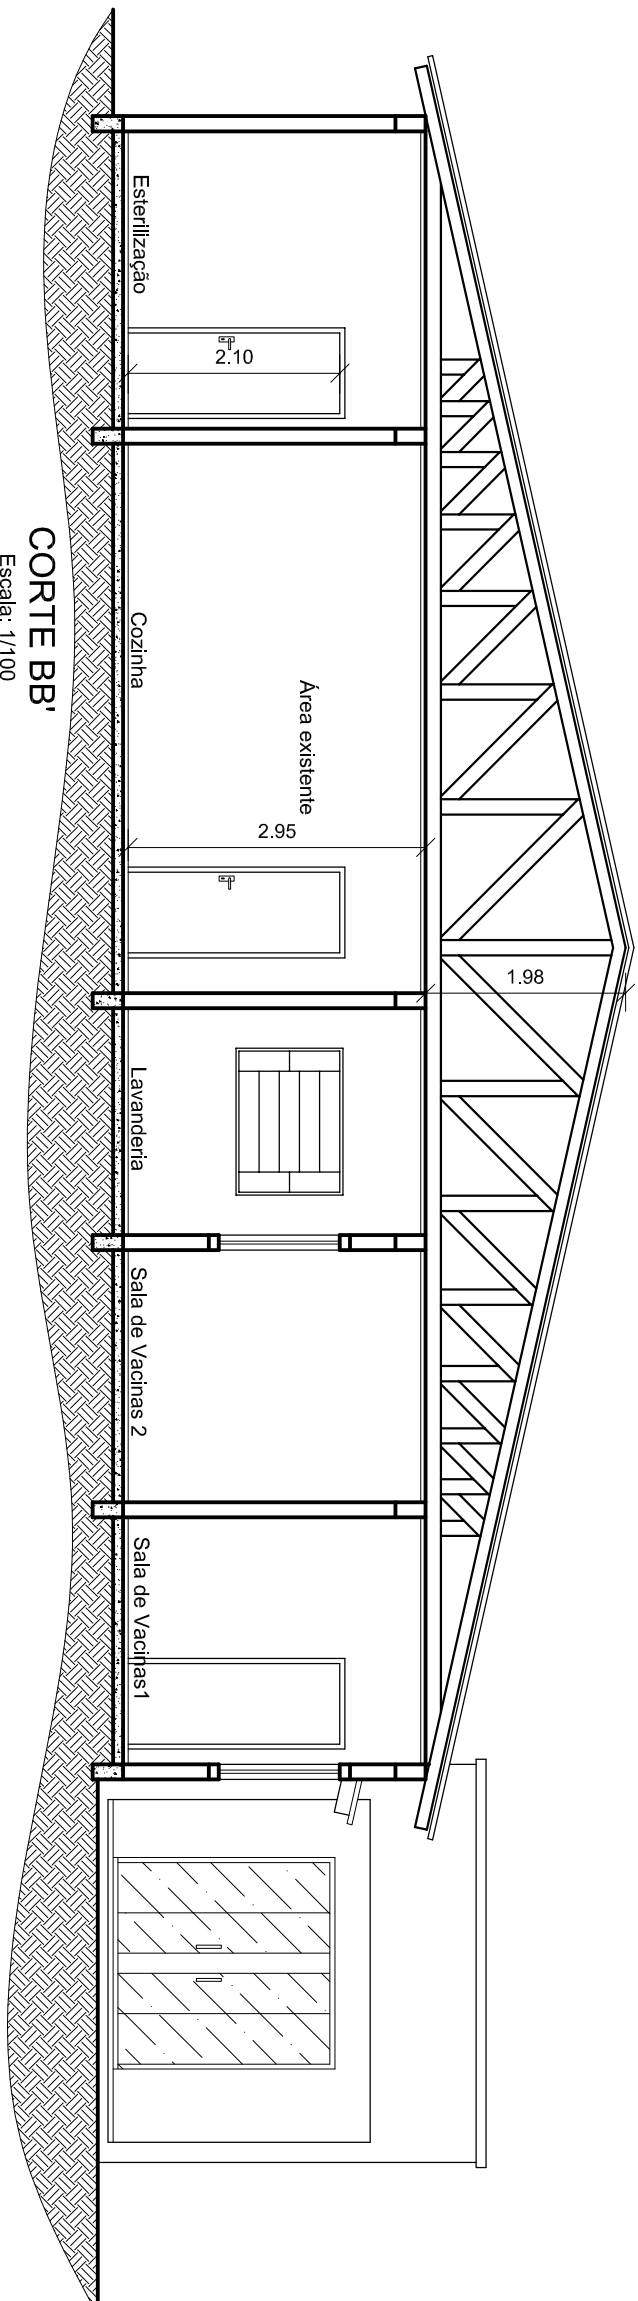 1.98
Área existente
2.10
2.95
Esterilização
Cozinha
Lavanderia
Sala de Vacinas 2
Sala de Vacinas1
CORTE BB'
Escala: 1/100